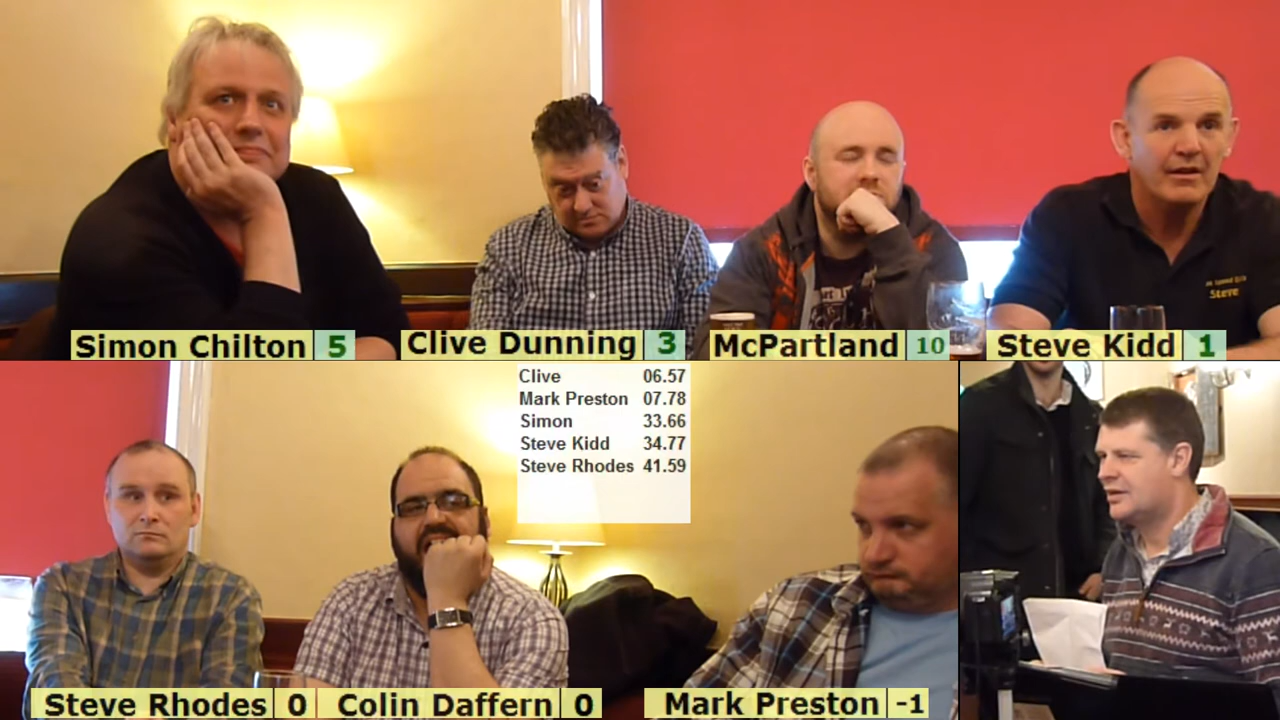 Steve
Simon Chilton 5
Clive Dunning 3
McPartland 10
Steve Kidd 1
Clive 06.57
Mark Preston 07.78
Simon 33.66
Steve Kidd 34.77
Steve Rhodes 41.59
Steve Rhodes 0
Colin Daffern 0
Mark Preston -1